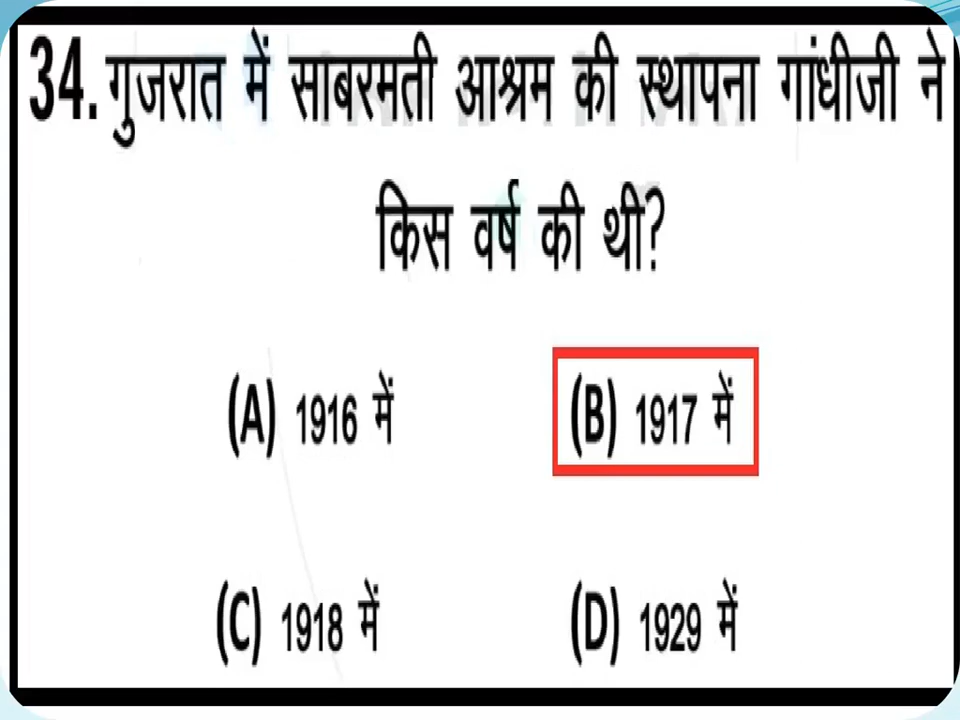 34. गुजरात में साबरमती आश्रम की स्थापना गांधीजी ने
किस वर्ष की थी?
(A) 1916 में (B) 1917 में
(C) 1918 में (D) 1929 में